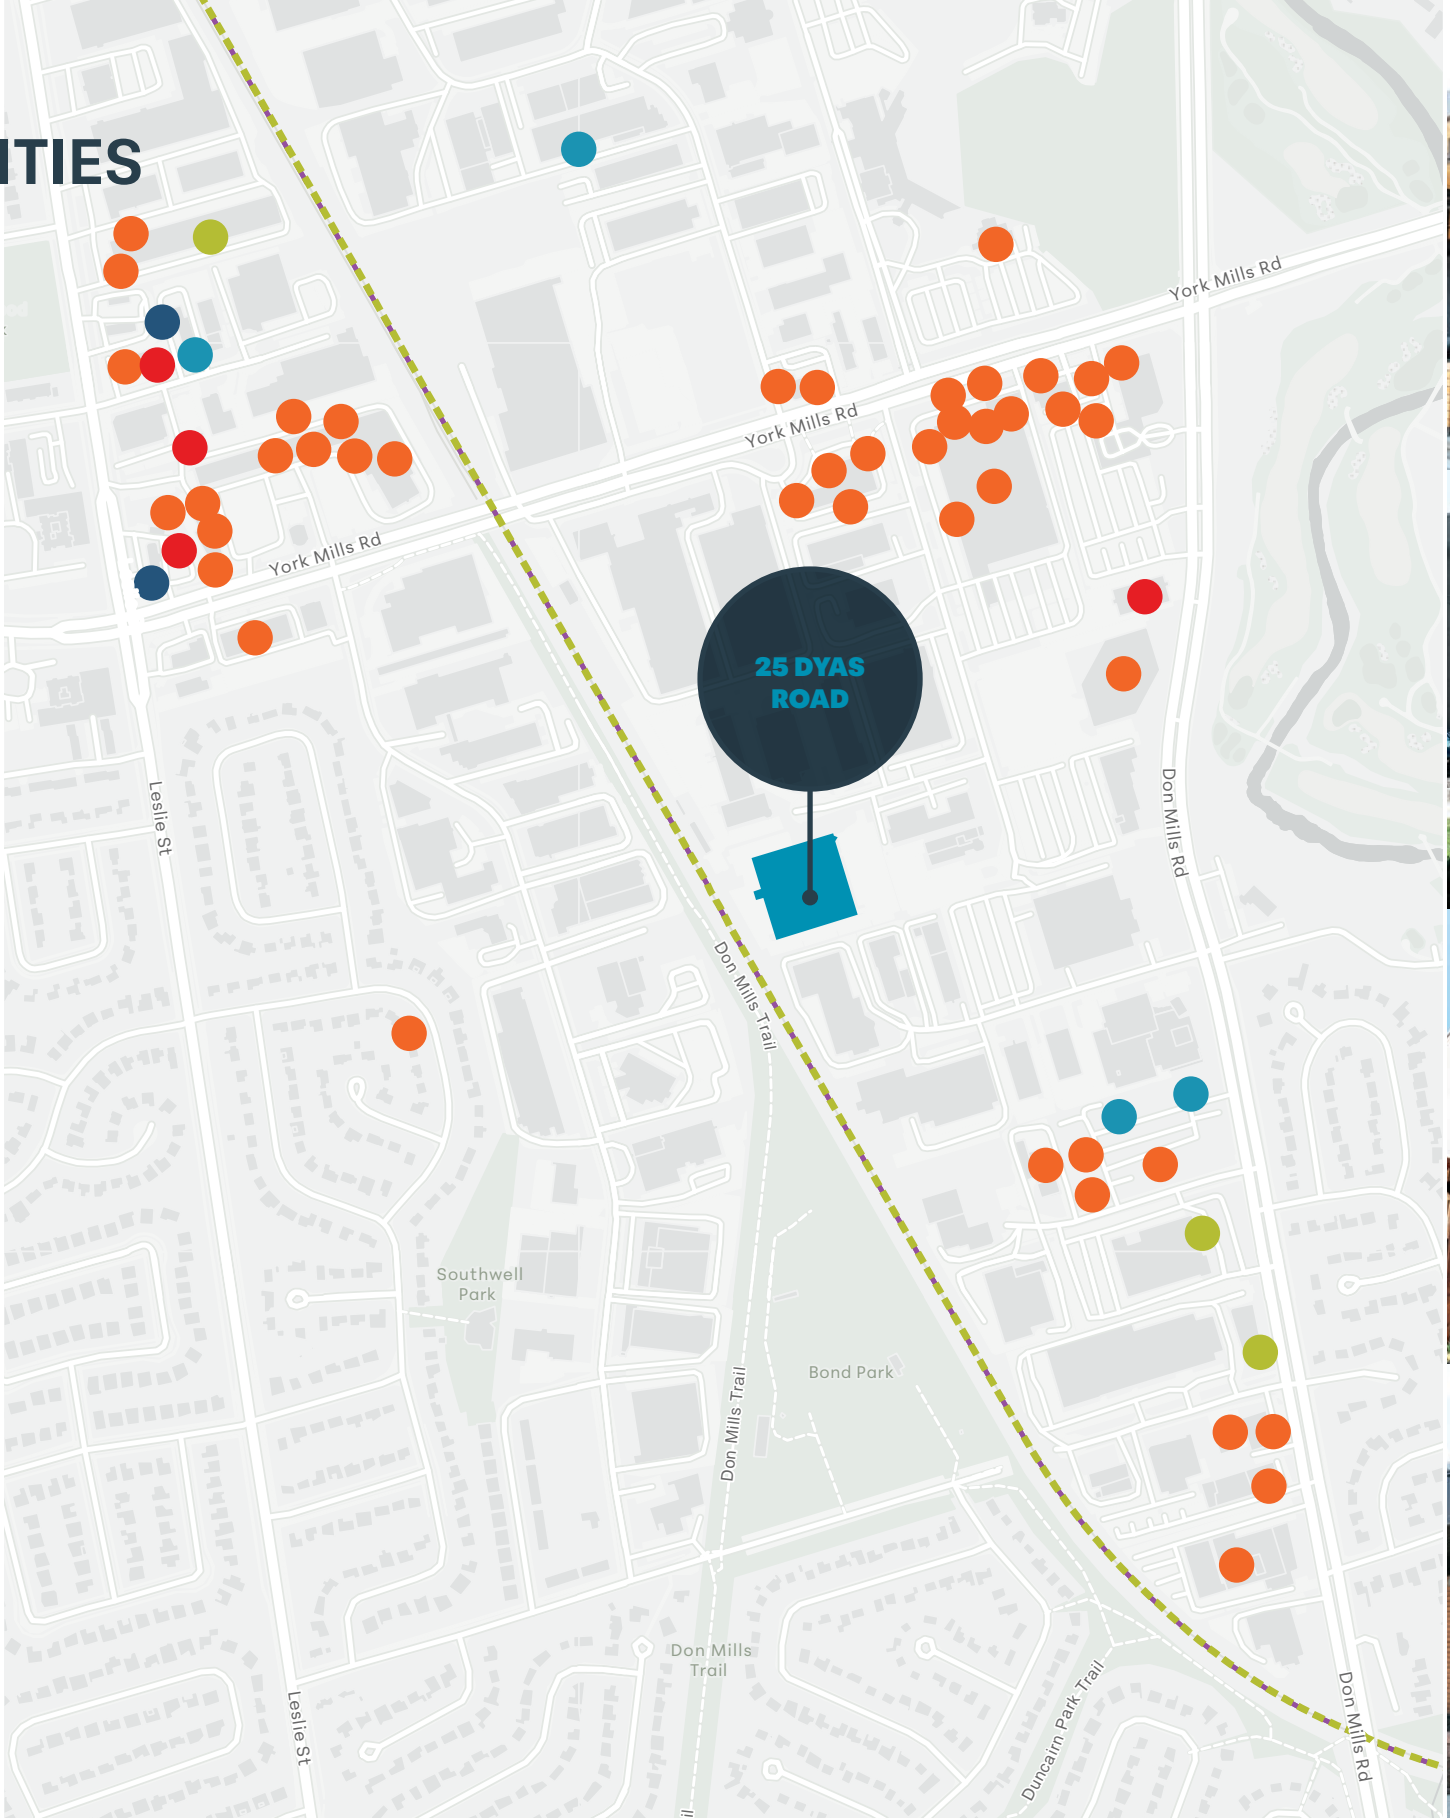 ITIES
York Mills Rd
York Mills Rd
York Mills Rd
25 DYAS
ROAD
Leslie St
Don Mills Rd
Don Mills Trail
Southwell
Park
Bond Park
Don Mills Trail
Don Mills
Trail
Duncairn Park Trail
Leslie St
Don Mills Rd
il